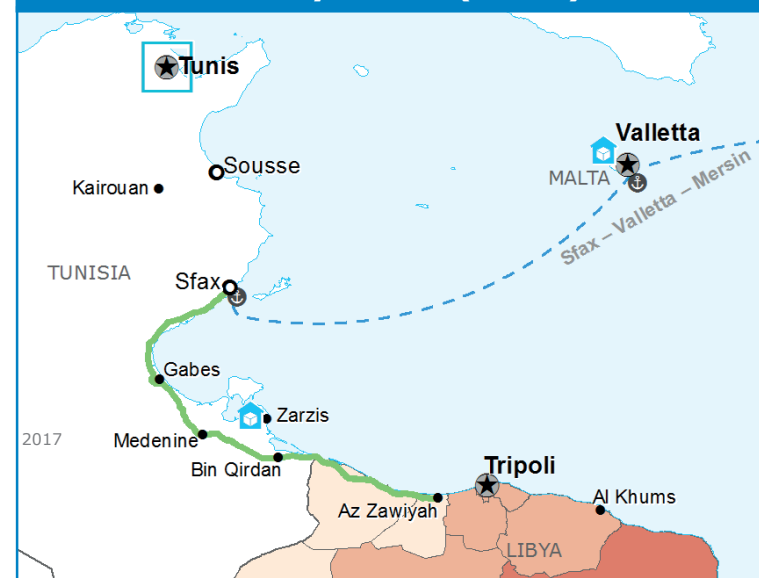 Tunis
Valletta
Sousse
MALTA
Kairouan
Sfax – Valletta – Mersin
TUNISIA
Sfax
Gabes
Zarzis
2017
Medenine
Bin Qirdan
Tripoli
Az Zawiyah
Al Khums
LIBYA